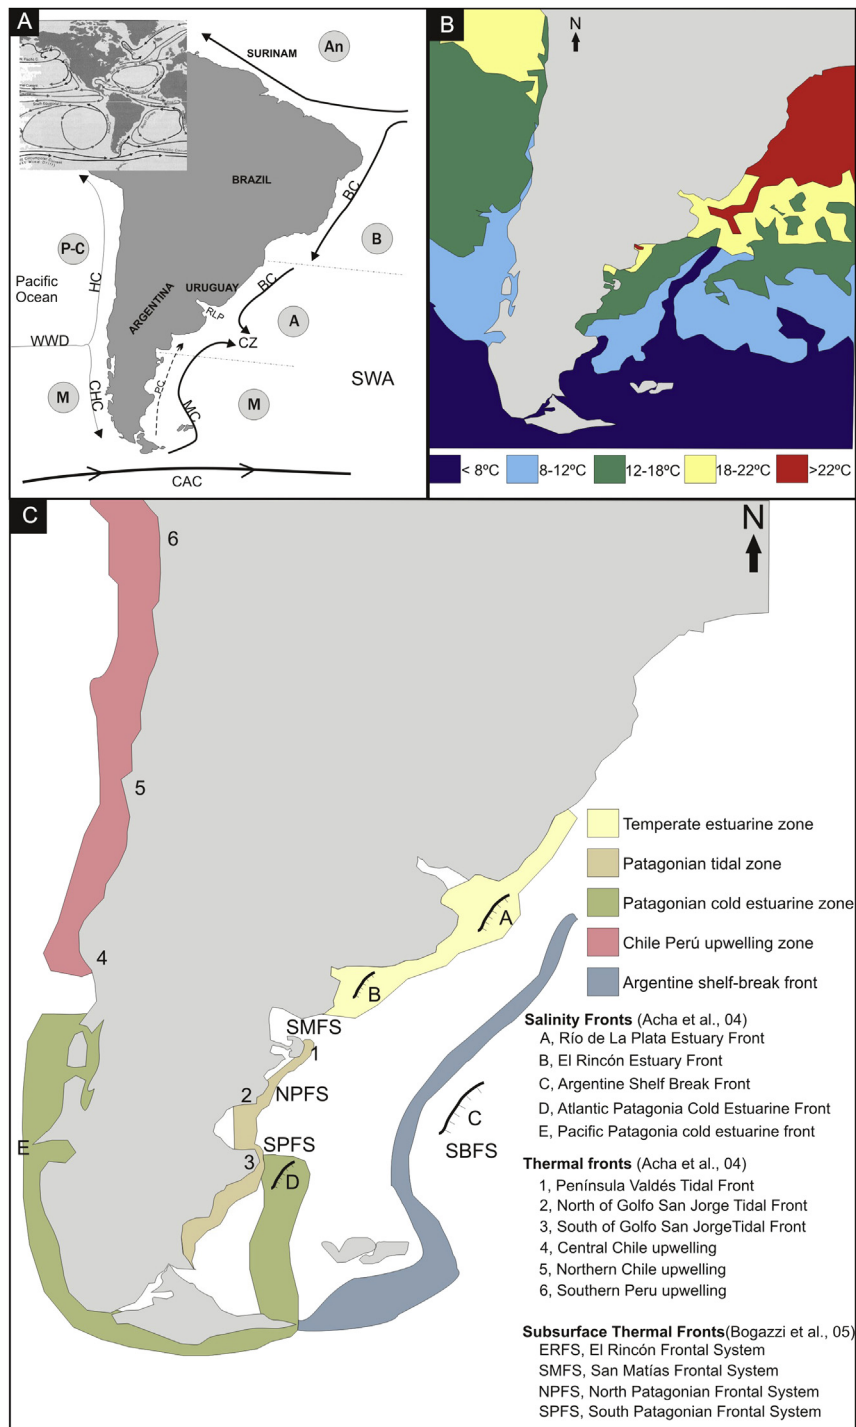 A
SURINAM
An
BRAZIL
BC
P-C
B
Pacific
Ocean
HC
ARGENTINA
URUGUAY
BC
RLP
A
WWD
CZ
PC
SWA
M
CHC
MC
M
CAC
B
N
< 8ºC
8-12ºC
12-18ºC
18-22ºC
>22ºC
C
N
6
5
4
Temperate estuarine zone
Patagonian tidal zone
Patagonian cold estuarine zone
Chile Perú upwelling zone
Argentine shelf-break front
A
B
SMFS
1
2
NPFS
C
SBFS
E
SPFS
3
D
Salinity Fronts (Acha et al., 04)
A, Río de La Plata Estuary Front
B, El Rincón Estuary Front
C, Argentine Shelf Break Front
D, Atlantic Patagonia Cold Estuarine Front
E, Pacific Patagonia cold estuarine front
Thermal fronts (Acha et al., 04)
1, Península Valdés Tidal Front
2, North of Golfo San Jorge Tidal Front
3, South of Golfo San JorgeTidal Front
4, Central Chile upwelling
5, Northern Chile upwelling
6, Southern Peru upwelling
Subsurface Thermal Fronts(Bogazzi et al., 05)
ERFS, El Rincón Frontal System
SMFS, San Matías Frontal System
NPFS, North Patagonian Frontal System
SPFS, South Patagonian Frontal System